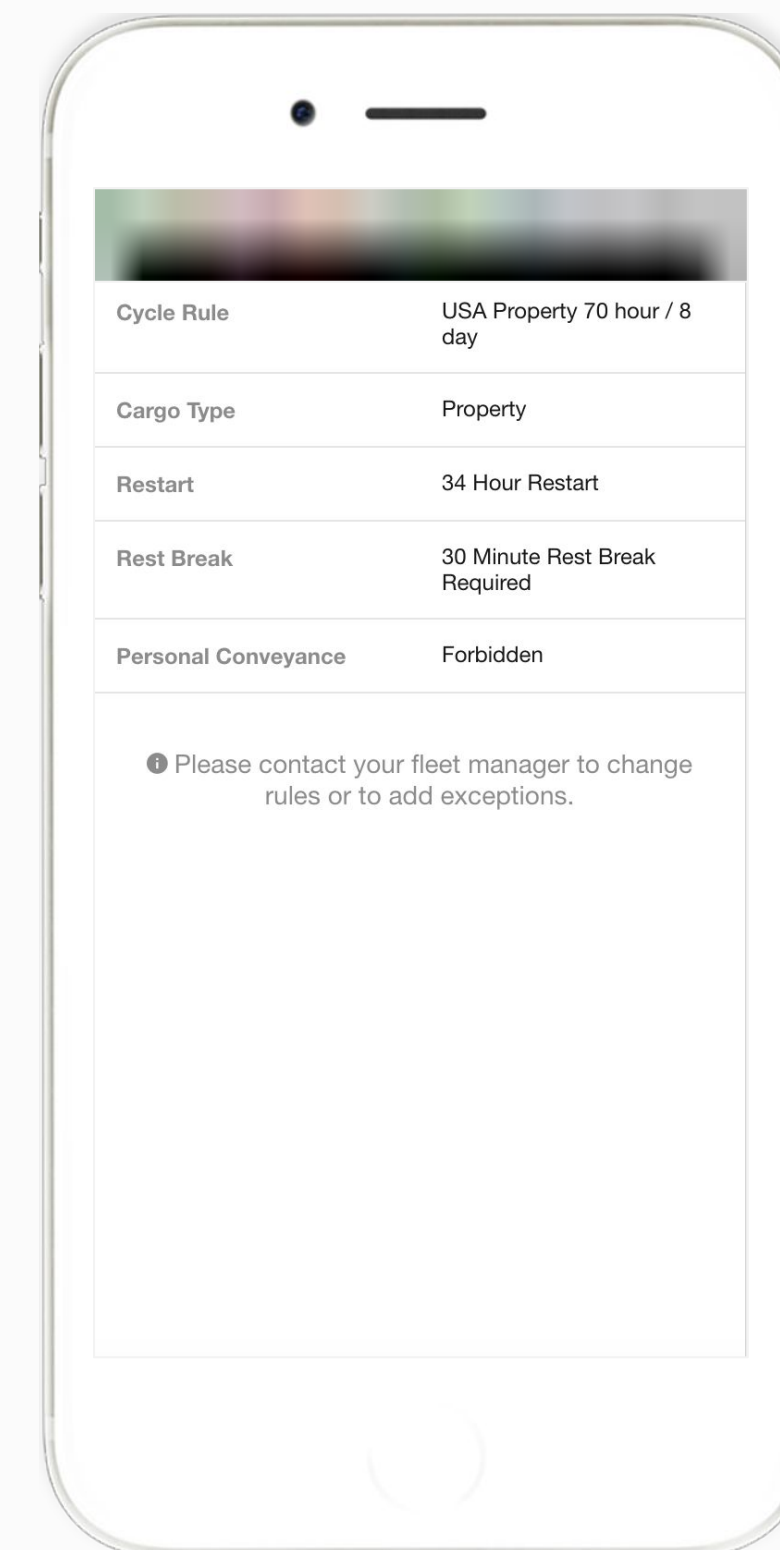 Cycle Rule
USA Property 70 hour / 8
day
Cargo Type
Property
Restart
34 Hour Restart
Rest Break
30 Minute Rest Break
Required
Personal Conveyance
Forbidden
Please contact your fleet manager to change
rules or to add exceptions.